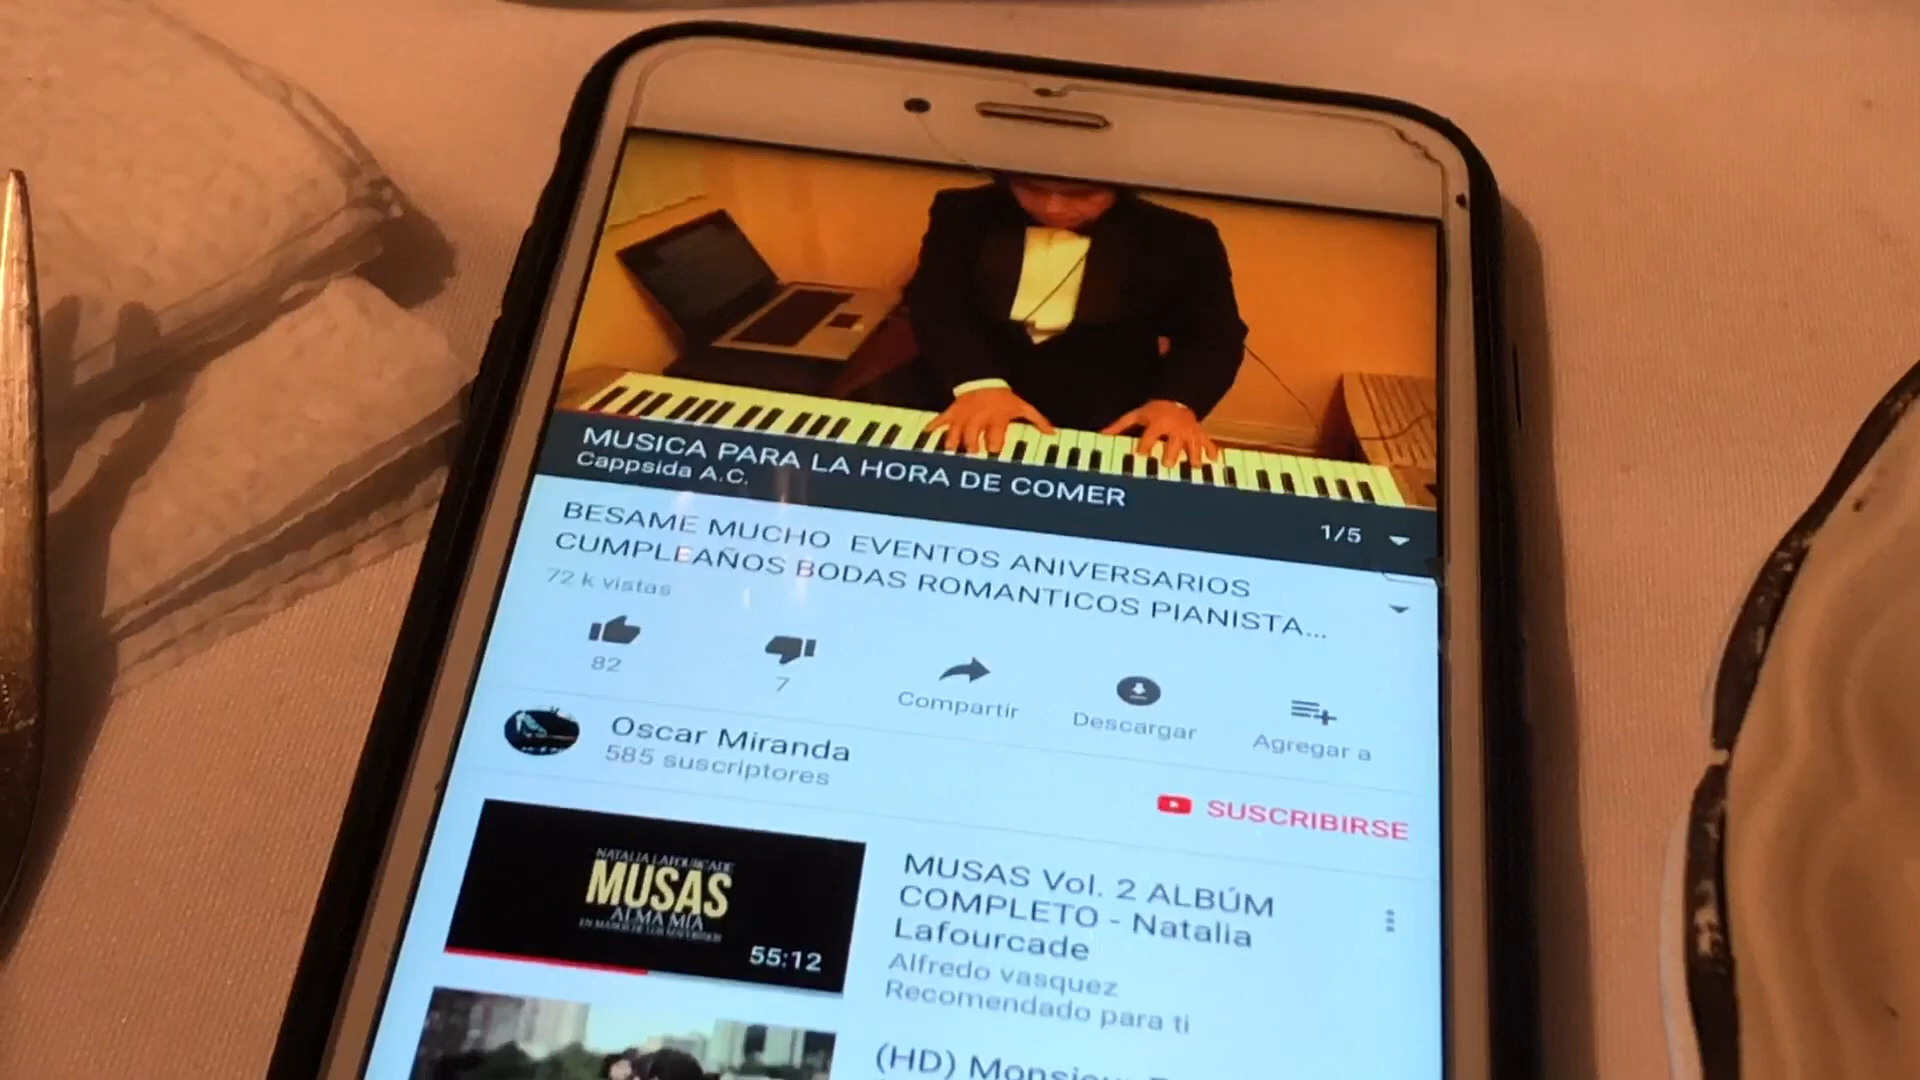 MUSICA PARA LA HORA DE COMER
Cappsida A.C.
1/5
BESAME MUCHO EVENTOS ANIVERSARIOS
CUMPLEAÑOS BODAS ROMANTICOS PIANISTA...
72 k vistas
82
7
Compartir
Descargar
Agregar a
Oscar Miranda
585 suscriptores
SUSCRIBIRSE
NATALIA LAFOURCADE
MUSAS
ALMA MÍA
55:12
MUSAS Vol. 2 ALBÚM
COMPLETO - Natalia
Lafourcade
Alfredo vasquez
Recomendado para ti
(HD)